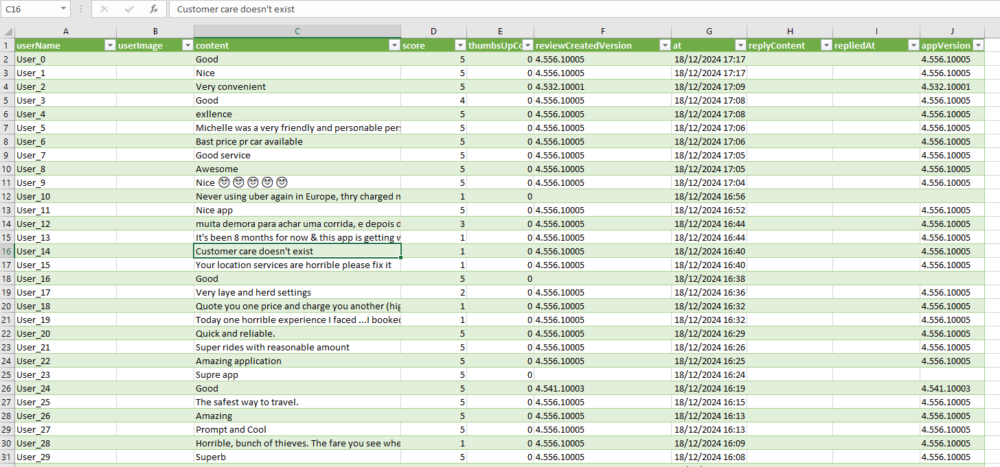 C16 fx Customer care doesn't exist
A B C D E F G H I J
1 userName userImage content score thumbsUpCo reviewCreatedVersion at replyContent repliedAt appVersion
2 User_0 Good 5 0 4.556.10005 18/12/2024 17:17 4.556.10005
3 User_1 Nice 5 0 4.556.10005 18/12/2024 17:17 4.556.10005
4 User_2 Very convenient 5 0 4.532.10001 18/12/2024 17:09 4.532.10001
5 User_3 Good 4 0 4.556.10005 18/12/2024 17:08 4.556.10005
6 User_4 exllence 5 0 4.556.10005 18/12/2024 17:08 4.556.10005
7 User_5 Michelle was a very friendly and personable pers 5 0 4.556.10005 18/12/2024 17:06 4.556.10005
8 User_6 Bast price pr car available 5 0 4.556.10005 18/12/2024 17:06 4.556.10005
9 User_7 Good service 5 0 4.556.10005 18/12/2024 17:05 4.556.10005
10 User_8 Awesome 5 0 4.556.10005 18/12/2024 17:05 4.556.10005
11 User_9 Nice 5 0 4.556.10005 18/12/2024 17:04 4.556.10005
12 User_10 Never using uber again in Europe, thry charged m 1 0 18/12/2024 16:56
13 User_11 Nice app 5 0 4.556.10005 18/12/2024 16:52 4.556.10005
14 User_12 muita demora para achar uma corrida, e depois d 3 0 4.556.10005 18/12/2024 16:44 4.556.10005
15 User_13 It's been 8 months for now & this app is getting w 1 0 4.556.10005 18/12/2024 16:44 4.556.10005
16 User_14 Customer care doesn't exist 1 0 4.556.10005 18/12/2024 16:40 4.556.10005
17 User_15 Your location services are horrible please fix it 1 0 4.556.10005 18/12/2024 16:40 4.556.10005
18 User_16 Good 5 0 18/12/2024 16:38
19 User_17 Very laye and herd settings 2 0 4.556.10005 18/12/2024 16:36 4.556.10005
20 User_18 Quote you one price and charge you another (hig 1 0 4.556.10005 18/12/2024 16:32 4.556.10005
21 User_19 Today one horrible experience I faced ...I booked 1 0 4.556.10005 18/12/2024 16:32 4.556.10005
22 User_20 Quick and reliable. 5 0 4.556.10005 18/12/2024 16:29 4.556.10005
23 User_21 Super rides with reasonable amount 5 0 4.556.10005 18/12/2024 16:26 4.556.10005
24 User_22 Amazing application 5 0 4.556.10005 18/12/2024 16:25 4.556.10005
25 User_23 Supre app 5 0 18/12/2024 16:24
26 User_24 Good 5 0 4.541.10003 18/12/2024 16:19 4.541.10003
27 User_25 The safest way to travel. 5 0 4.556.10005 18/12/2024 16:15 4.556.10005
28 User_26 Amazing 5 0 4.556.10005 18/12/2024 16:13 4.556.10005
29 User_27 Prompt and Cool 5 0 4.556.10005 18/12/2024 16:13 4.556.10005
30 User_28 Horrible, bunch of thieves. The fare you see whe 1 0 4.556.10005 18/12/2024 16:09 4.556.10005
31 User_29 Superb 5 0 4.556.10005 18/12/2024 16:08 4.556.10005